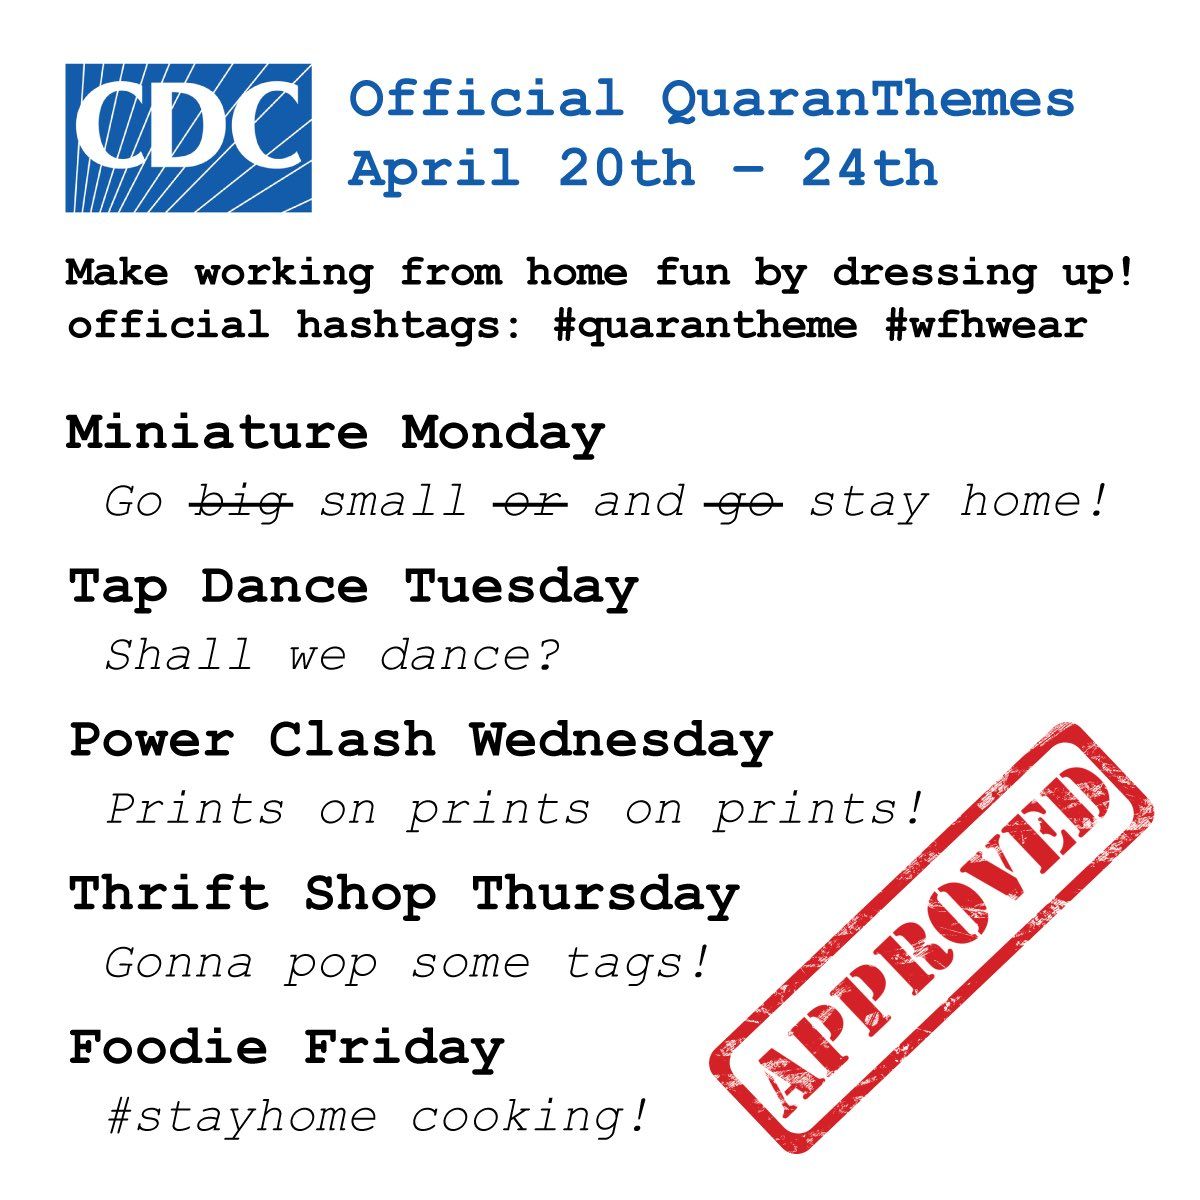 CDC
Official QuaranThemes
April 20th – 24th
Make working from home fun by dressing up!
official hashtags: #quarantheme #wfhwear
Miniature Monday
Go big small or and go stay home!
Tap Dance Tuesday
Shall we dance?
Power Clash Wednesday
Prints on prints on prints!
Thrift Shop Thursday
Gonna pop some tags!
Foodie Friday
#stayhome cooking!
APPROVED